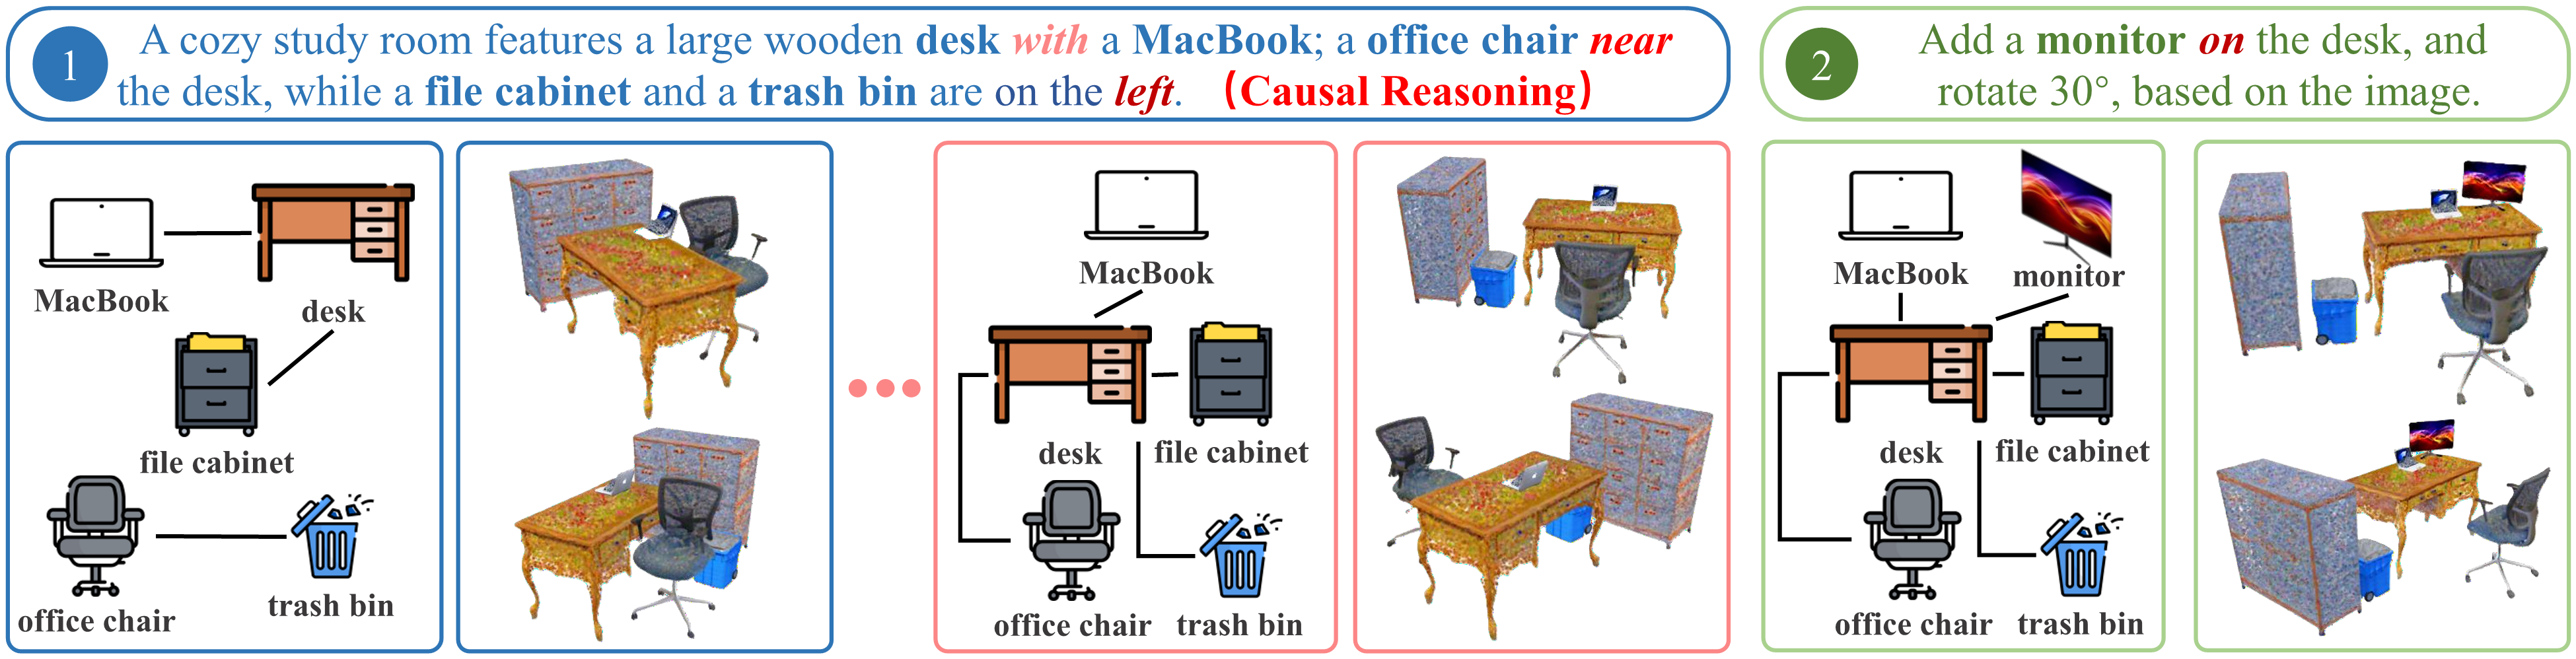 1
A cozy study room features a large wooden desk with a MacBook; a office chair near
the desk, while a file cabinet and a trash bin are on the left. (Causal Reasoning)
2
Add a monitor on the desk, and
rotate 30°, based on the image.
MacBook
desk
file cabinet
office chair
trash bin
MacBook
desk
file cabinet
office chair
trash bin
MacBook
monitor
desk
file cabinet
office chair
trash bin